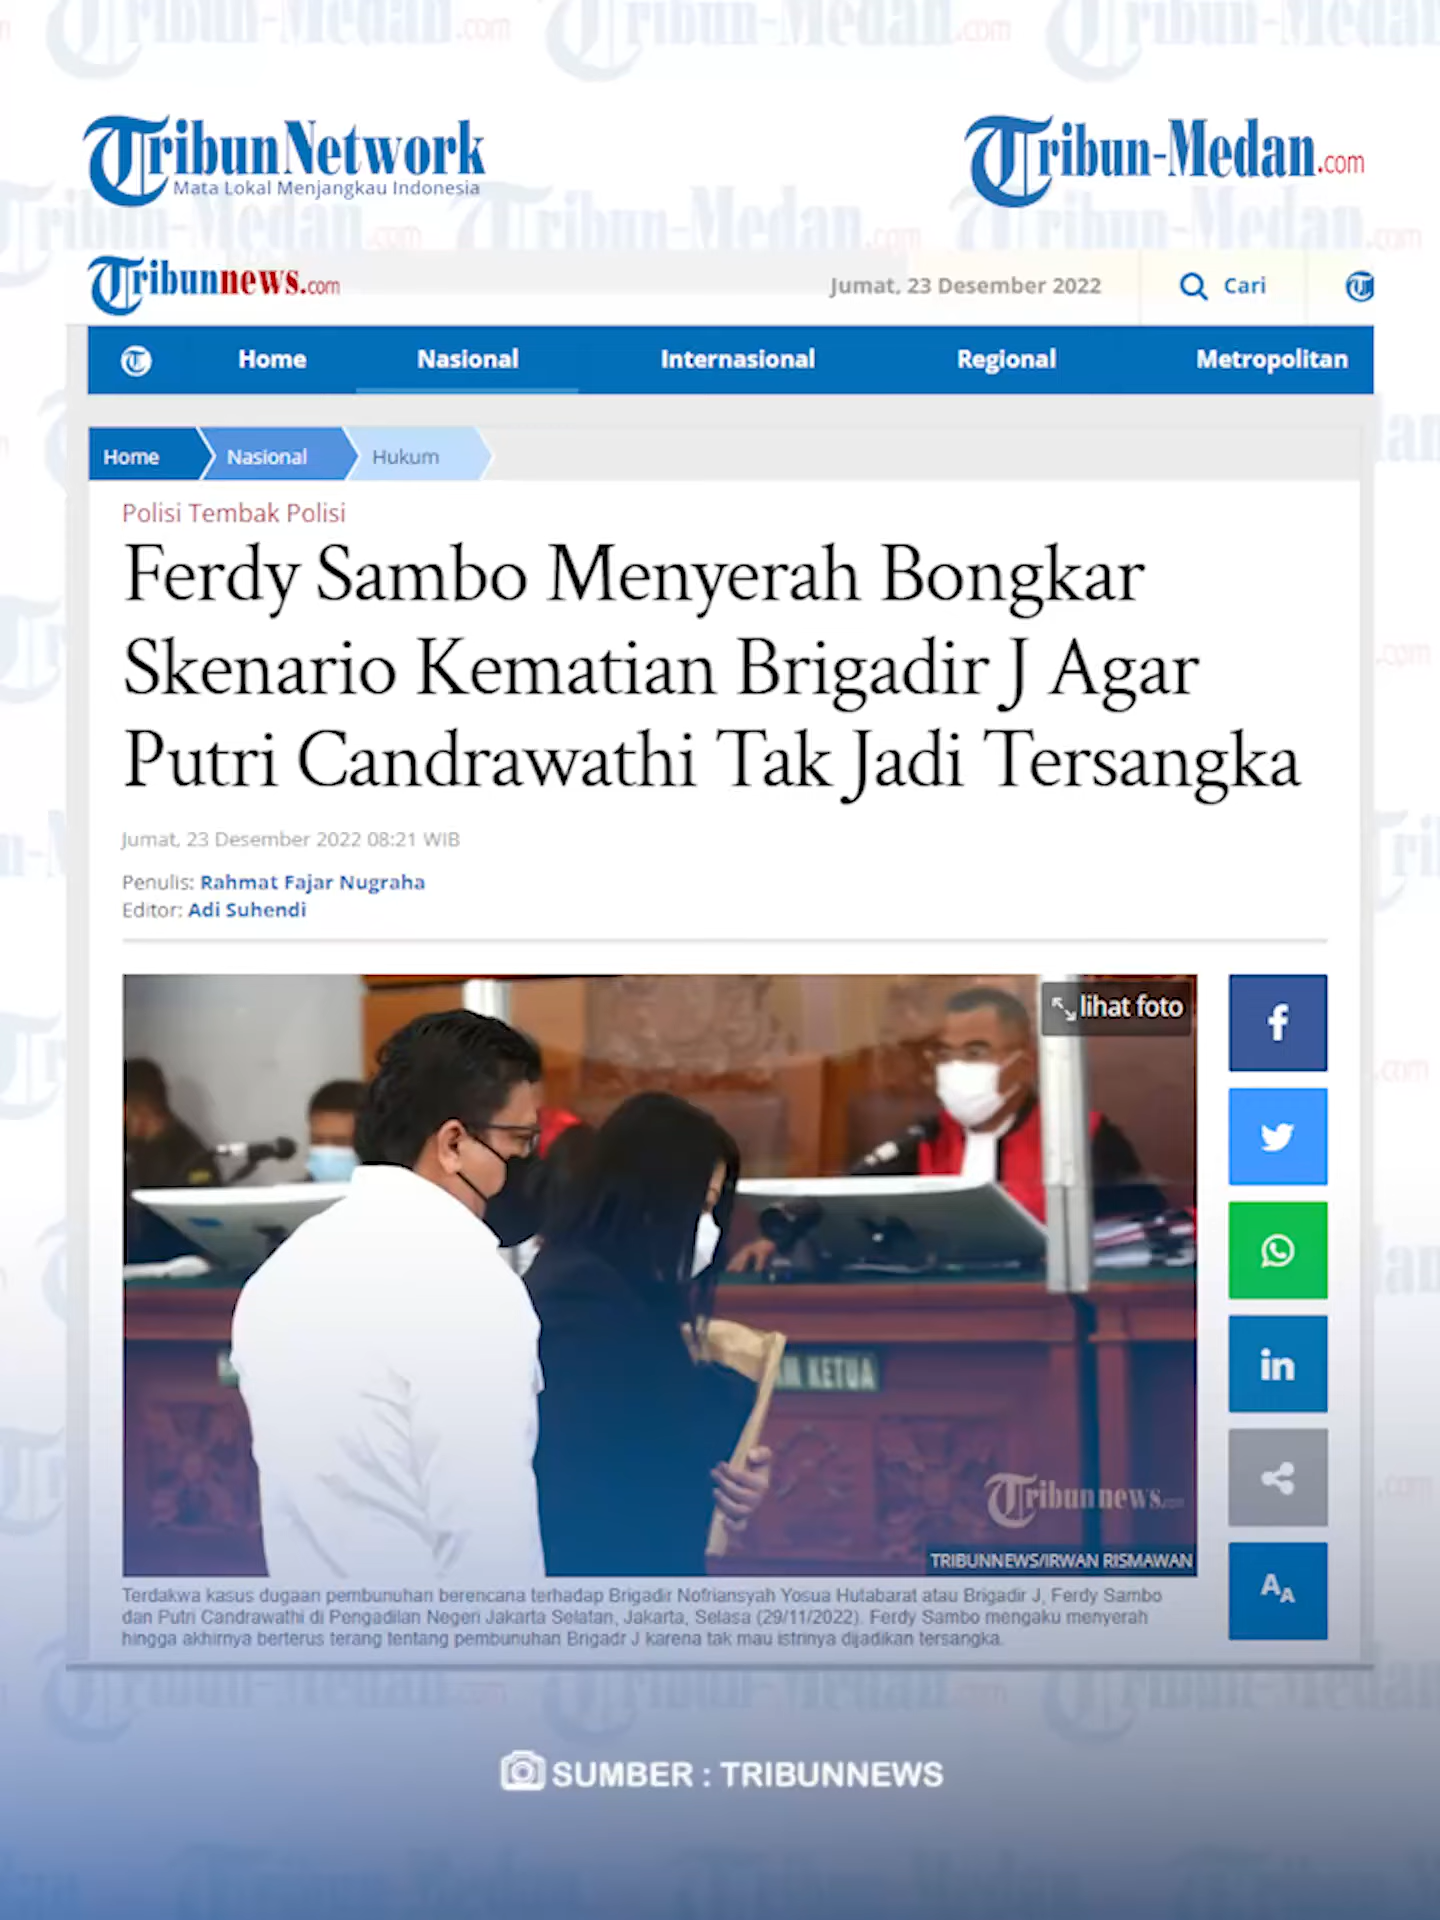 Tribun Network
Mata Lokal Menjangkau Indonesia
Tribun-Medan.com
Tribunnews.com
Jumat, 23 Desember 2022
Cari
Home
Nasional
Internasional
Regional
Metropolitan
Home
Nasional
Hukum
Polisi Tembak Polisi
Ferdy Sambo Menyerah Bongkar
Skenario Kematian Brigadir J Agar
Putri Candrawathi Tak Jadi Tersangka
Jumat, 23 Desember 2022 08:21 WIB
Penulis: Rahmat Fajar Nugraha
Editor: Adi Suhendi
lihat foto
KETUA
Tribunnews.com
TRIBUNNEWS/IRWAN RISMAWAN
Terdakwa kasus dugaan pembunuhan berencana terhadap Brigadir Nofriansyah Yosua Hutabarat atau Brigadir J, Ferdy Sambo
dan Putri Candrawathi di Pengadilan Negeri Jakarta Selatan, Jakarta, Selasa (29/11/2022). Ferdy Sambo mengaku menyerah
hingga akhirnya berterus terang tentang pembunuhan Brigadr J karena tak mau istrinya dijadikan tersangka.
SUMBER : TRIBUNNEWS